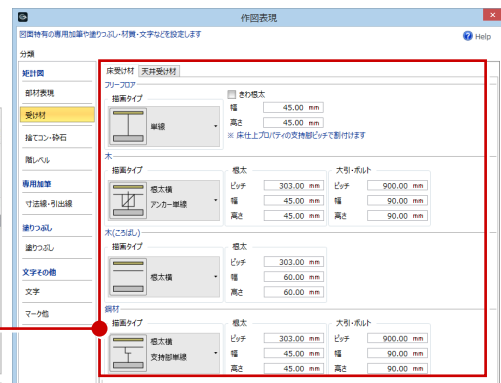 作図表現
図面特有の専用加筆や塗りつぶし・材質・文字などを設定します
Help
分類
矩計図
部材表現
受け材
捨てコン・砕石
階レベル
専用加筆
寸法線・引出線
塗りつぶし
塗りつぶし
文字その他
文字
マーク他
床受け材 天井受け材
フリーフロア
描画タイプ
単線
きわ根太
幅 45.00 mm
高さ 45.00 mm
※ 床仕上プロパティの支持部ピッチで割付けます
木
描画タイプ 根太 大引・ボルト
根太横
アンカー単線
ピッチ 303.00 mm ピッチ 900.00 mm
幅 45.00 mm 幅 90.00 mm
高さ 45.00 mm 高さ 90.00 mm
木(ころばし)
描画タイプ 根太
根太横
ピッチ 303.00 mm
幅 60.00 mm
高さ 60.00 mm
鋼材
描画タイプ 根太 大引・ボルト
根太横
支持脚単線
ピッチ 303.00 mm ピッチ 900.00 mm
幅 45.00 mm 幅 90.00 mm
高さ 45.00 mm 高さ 90.00 mm